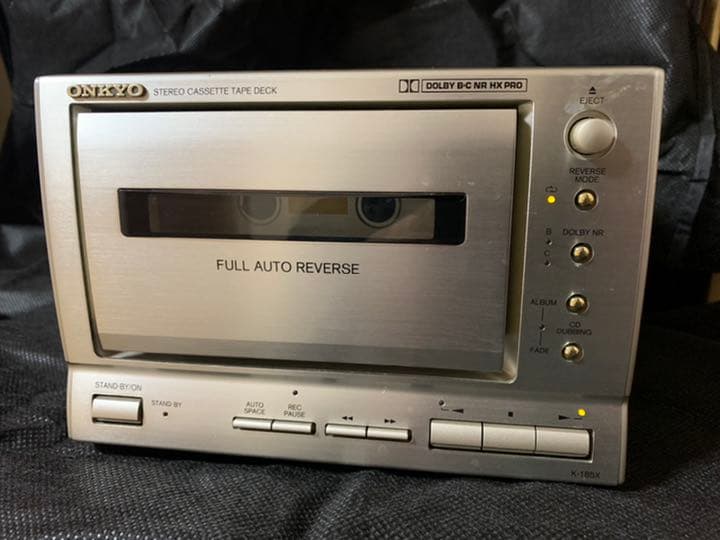 ONKYO STEREO CASSETTE TAPE DECK
DOLBY B·C NR HX PRO
EJECT
REVERSE
MODE
B DOLBY NR
C
FULL AUTO REVERSE
ALBUM
CD
DUBBING
FADE
STAND-BY/ON
STAND-BY
AUTO
SPACE
REC
PAUSE
K-185X